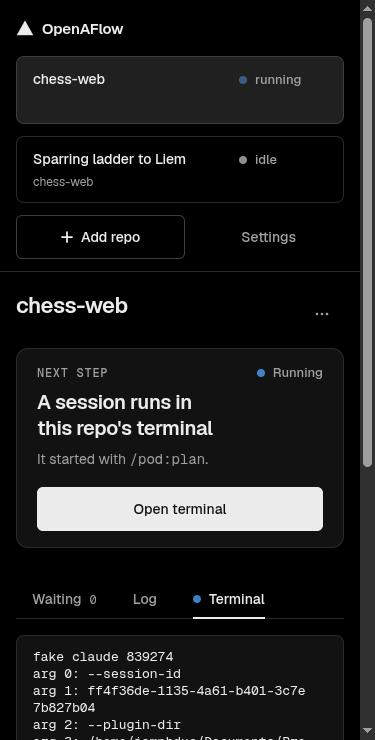 OpenAFlow
chess-web
running
Sparring ladder to Liem
idle
chess-web
+ Add repo
Settings
chess-web
...
NEXT STEP
Running
A session runs in
this repo's terminal
It started with /pod:plan.
Open terminal
Waiting 0
Log
Terminal
fake claude 839274
arg 0: --session-id
arg 1: ff4f36de-1135-4a61-b401-3c7e
7b827b04
arg 2: --plugin-dir